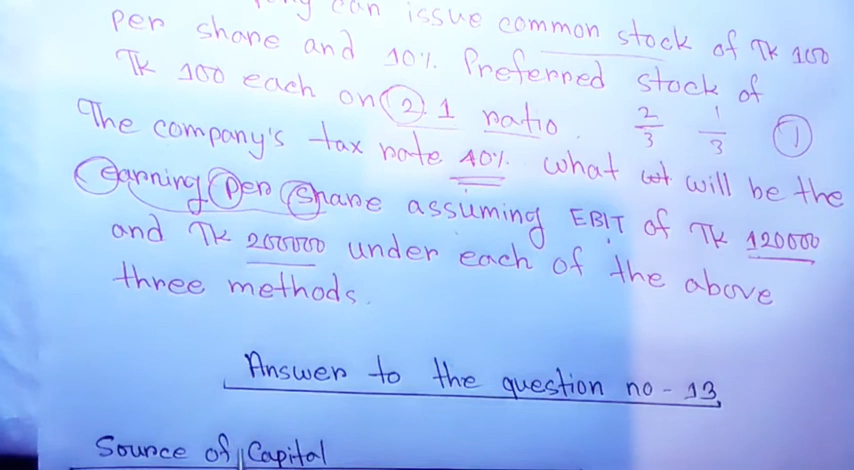 can issue common stock of TK 100
per share and 10% Preferred stock of
TK 100 each on 2:1 ratio. 2/3 1/3 1
The company's tax rate 40% what will be the
Earning per share assuming EBIT of TK 120000
and TK 200000 under each of the above
three methods.
Answer to the question no - 13
Source of Capital